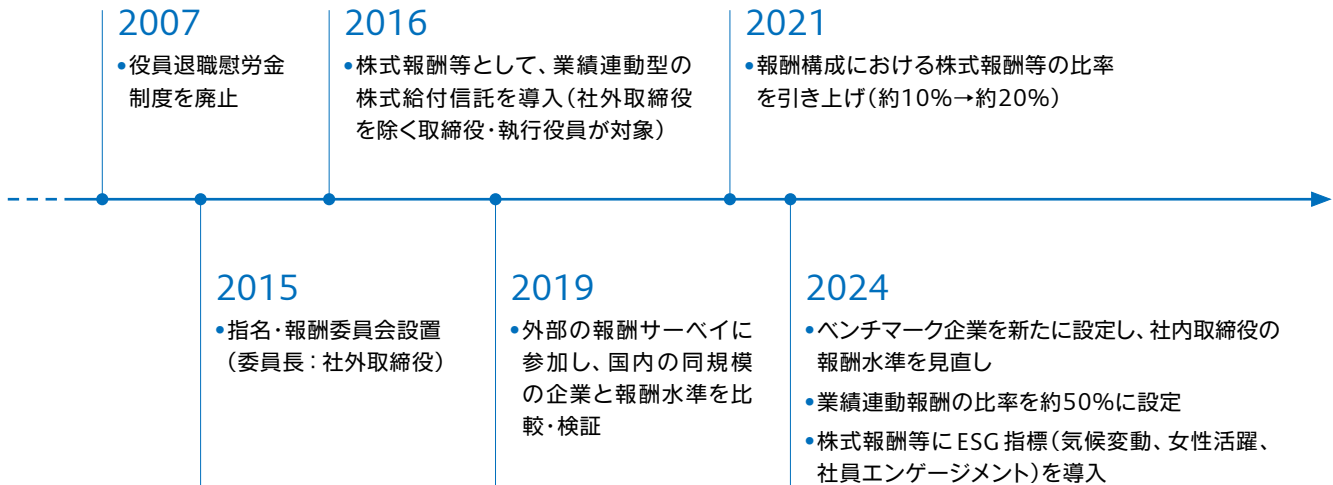 2007
•役員退職慰労金
制度を廃止
2016
•株式報酬等として、業績連動型の
株式給付信託を導入(社外取締役
を除く取締役・執行役員が対象)
2021
•報酬構成における株式報酬等の比率
を引き上げ(約10%→約20%)
2015
•指名・報酬委員会設置
(委員長:社外取締役)
2019
•外部の報酬サーベイに
参加し、国内の同規模
の企業と報酬水準を比
較・検証
2024
•ベンチマーク企業を新たに設定し、社内取締役の
報酬水準を見直し
•業績連動報酬の比率を約50%に設定
•株式報酬等にESG指標(気候変動、女性活躍、
社員エンゲージメント)を導入